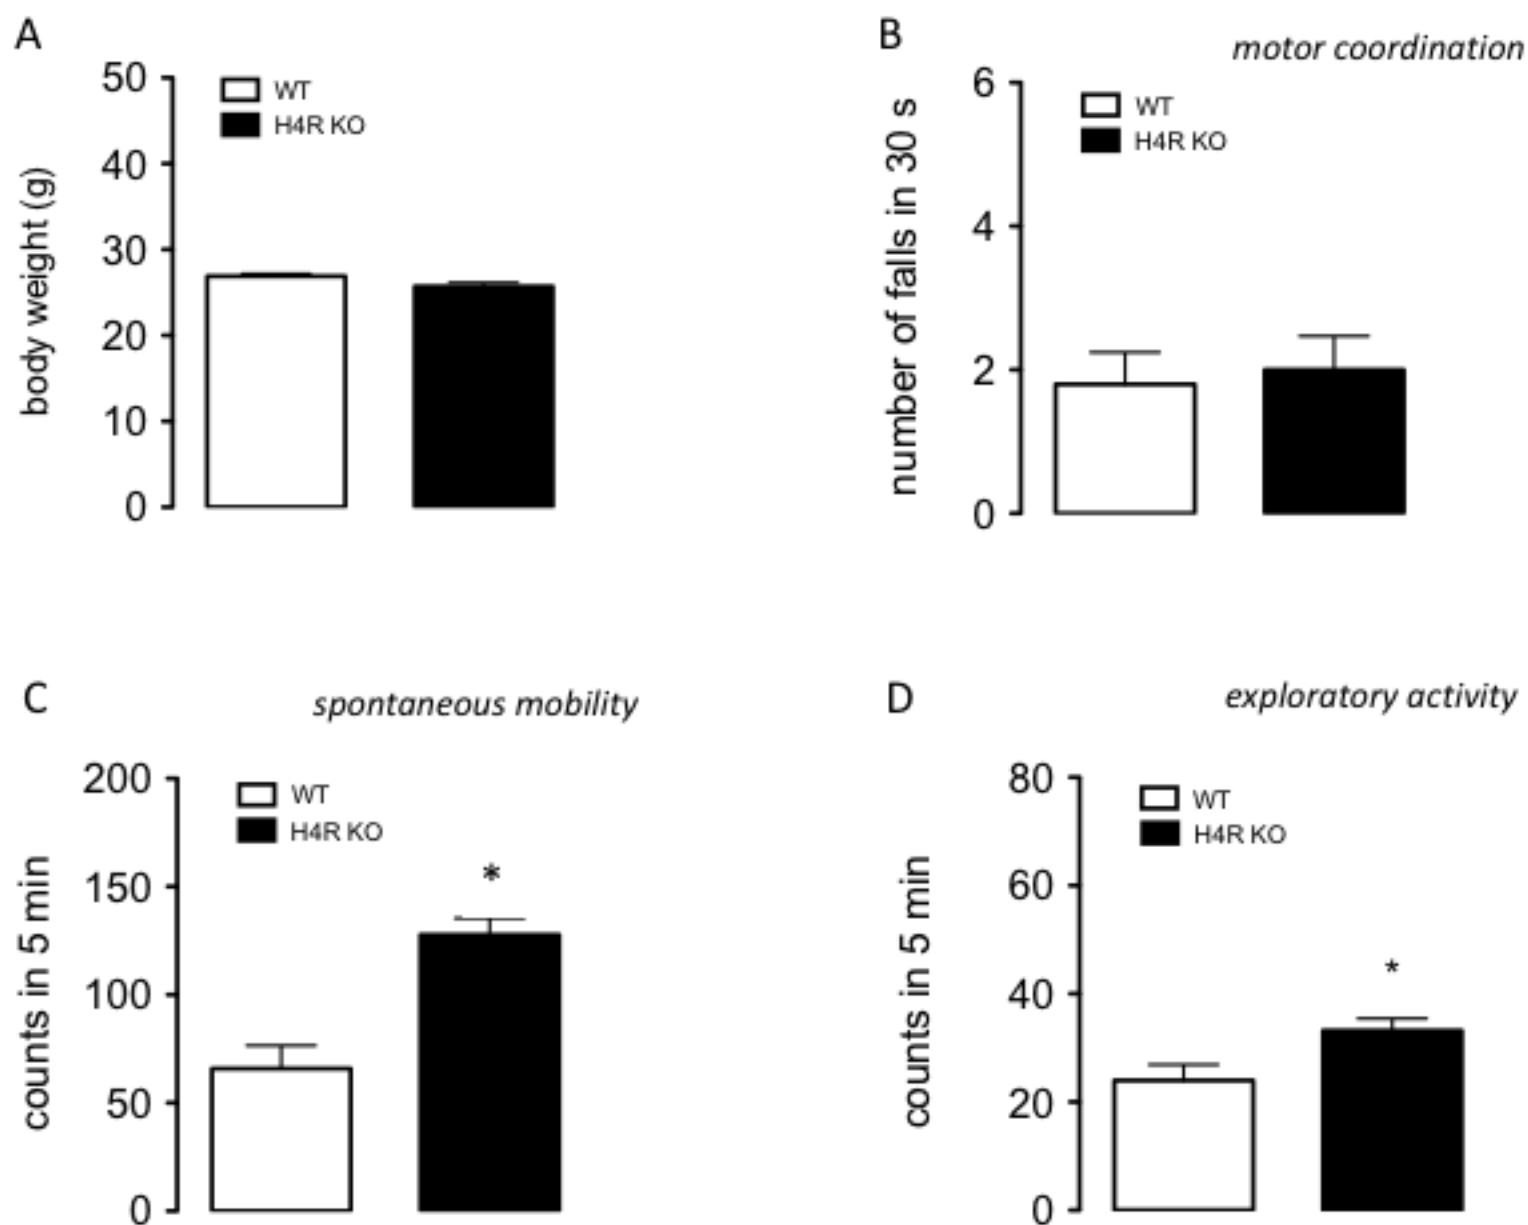 A
50
40
30
20
10
0
body weight (g)
WT
H4R KO
B
motor coordination
6
4
2
0
number of falls in 30 s
WT
H4R KO
C
spontaneous mobility
200
150
100
50
0
counts in 5 min
WT
H4R KO
*
D
exploratory activity
80
60
40
20
0
counts in 5 min
WT
H4R KO
*